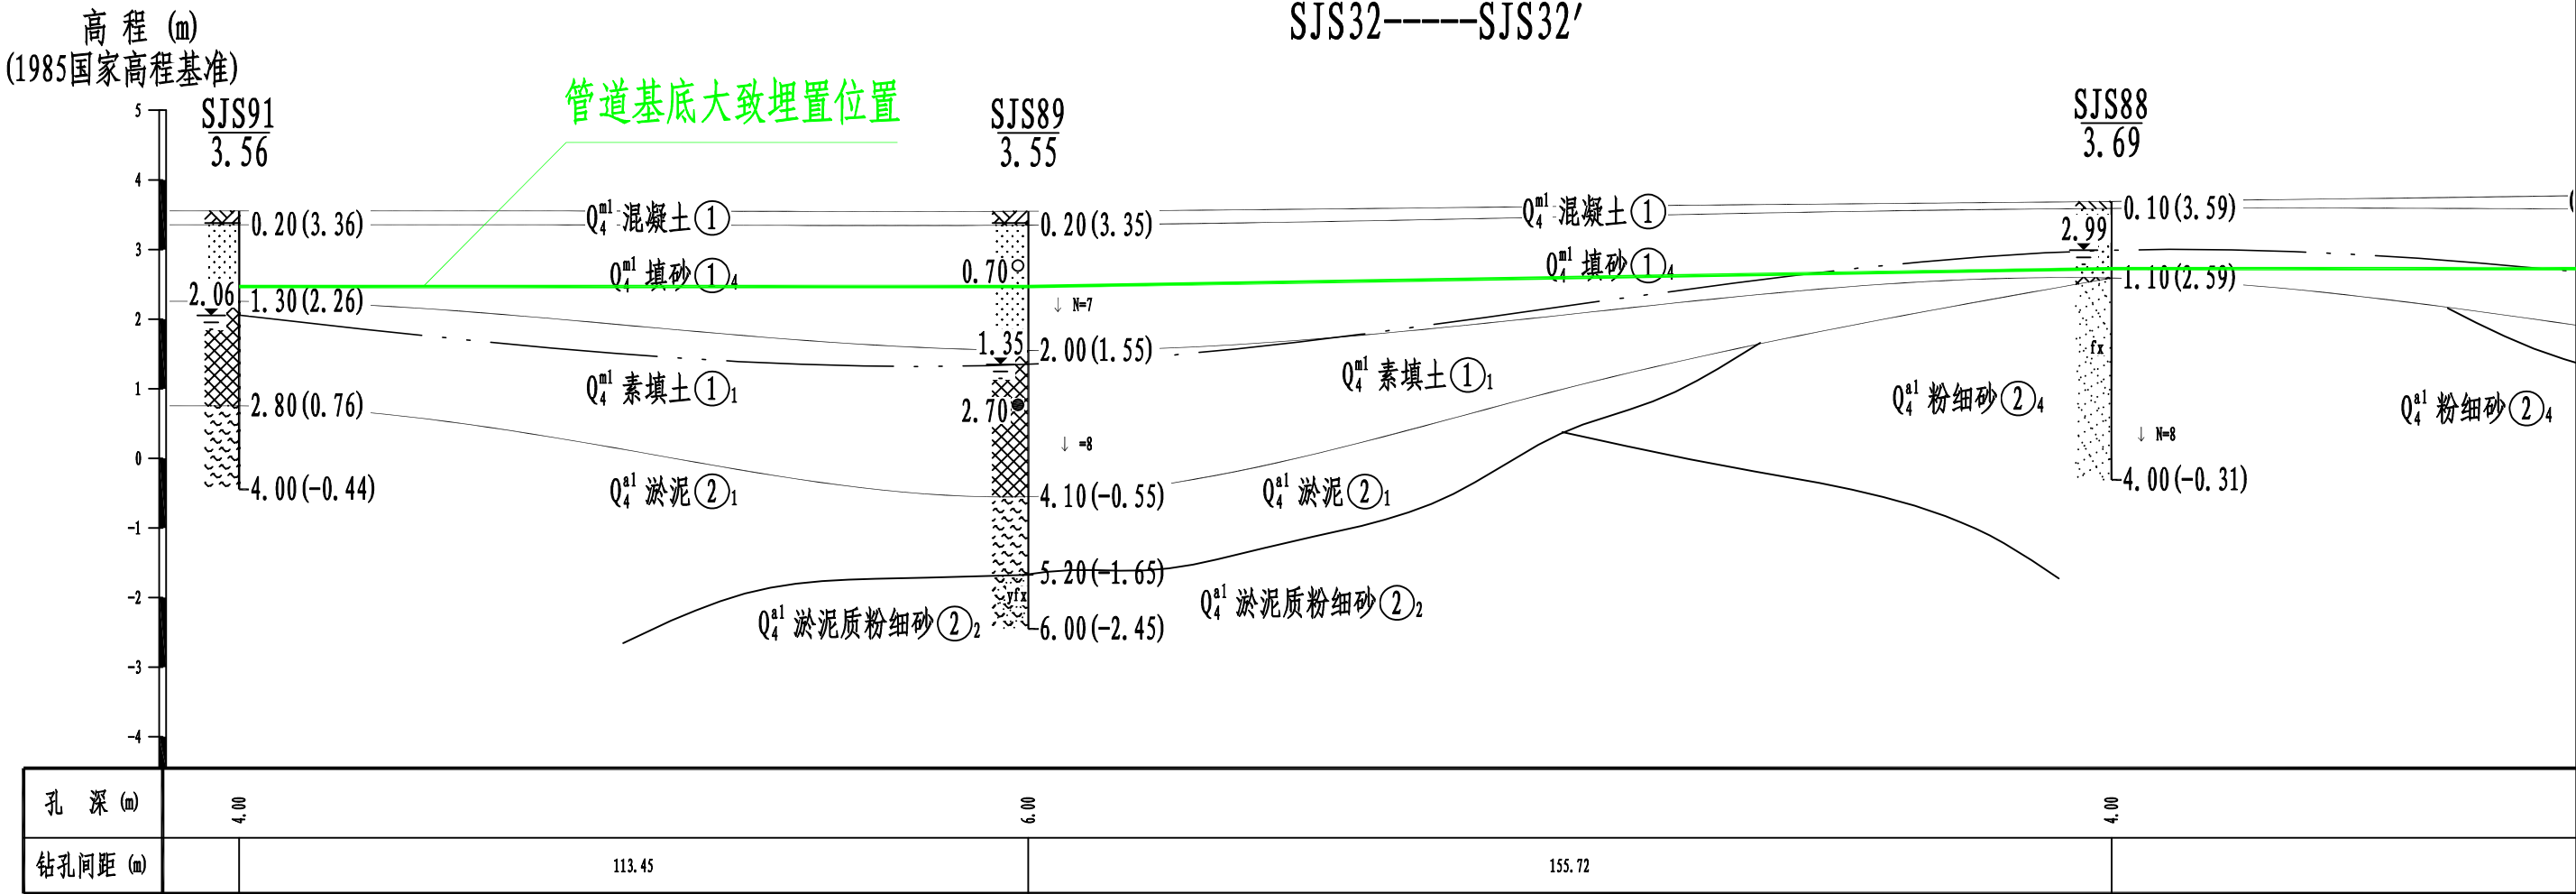 SJS32-----SJS32′
高 程 (m)
(1985国家高程基准)
管道基底大致埋置位置
SJS91
3.56
SJS89
3.55
SJS88
3.69
5
4
3
2
1
0
-1
-2
-3
-4
0.20(3.36)
2.06
1.30(2.26)
2.80(0.76)
4.00(-0.44)
Q4ml 混凝土①
Q4ml 填砂①4
Q4ml 素填土①1
Q4al 淤泥②1
Q4al 淤泥质粉细砂②2
0.20(3.35)
0.70
↓ N=7
1.35
2.00(1.55)
2.70
↓ =8
4.10(-0.55)
5.20(-1.65)
yfx
6.00(-2.45)
Q4ml 混凝土①
Q4ml 填砂①4
Q4ml 素填土①1
Q4al 淤泥②1
Q4al 淤泥质粉细砂②2
Q4al 粉细砂②4
0.10(3.59)
2.99
1.10(2.59)
fx
↓ N=8
4.00(-0.31)
Q4al 粉细砂②4
孔 深 (m)
4.00
6.00
4.00
钻孔间距 (m)
113.45
155.72